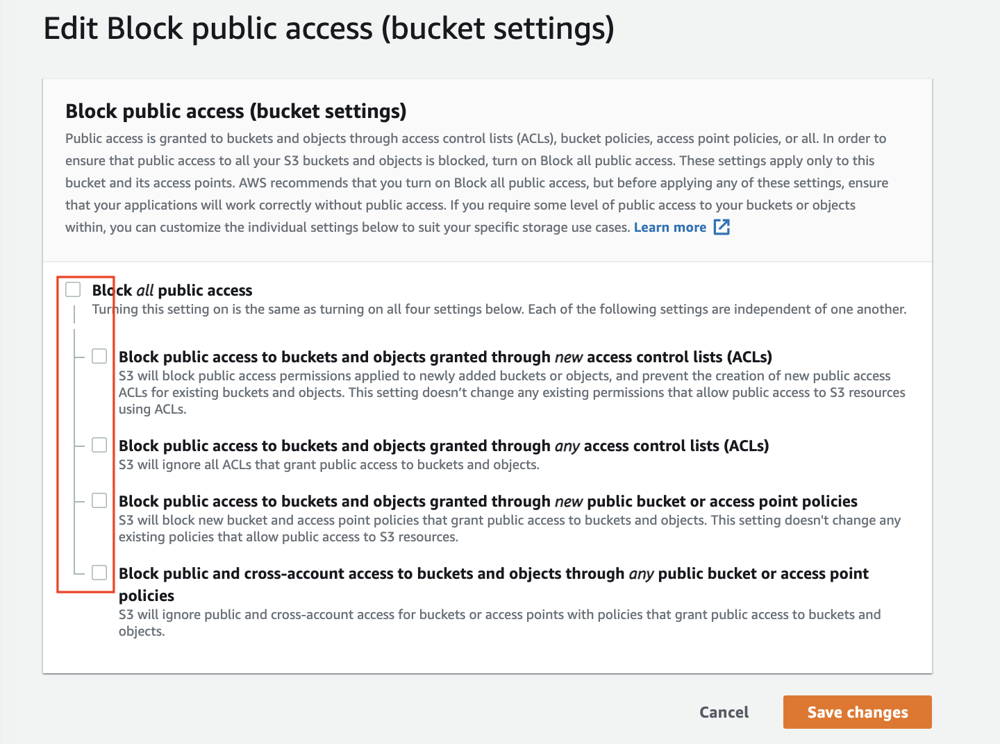 Edit Block public access (bucket settings)
Block public access (bucket settings)
Public access is granted to buckets and objects through access control lists (ACLs), bucket policies, access point policies, or all. In order to
ensure that public access to all your S3 buckets and objects is blocked, turn on Block all public access. These settings apply only to this
bucket and its access points. AWS recommends that you turn on Block all public access, but before applying any of these settings, ensure
that your applications will work correctly without public access. If you require some level of public access to your buckets or objects
within, you can customize the individual settings below to suit your specific storage use cases. Learn more
Block all public access
Turning this setting on is the same as turning on all four settings below. Each of the following settings are independent of one another.
Block public access to buckets and objects granted through new access control lists (ACLs)
S3 will block public access permissions applied to newly added buckets or objects, and prevent the creation of new public access
ACLs for existing buckets and objects. This setting doesn’t change any existing permissions that allow public access to S3 resources
using ACLs.
Block public access to buckets and objects granted through any access control lists (ACLs)
S3 will ignore all ACLs that grant public access to buckets and objects.
Block public access to buckets and objects granted through new public bucket or access point policies
S3 will block new bucket and access point policies that grant public access to buckets and objects. This setting doesn't change any
existing policies that allow public access to S3 resources.
Block public and cross-account access to buckets and objects through any public bucket or access point
policies
S3 will ignore public and cross-account access for buckets or access points with policies that grant public access to buckets and
objects.
Cancel
Save changes